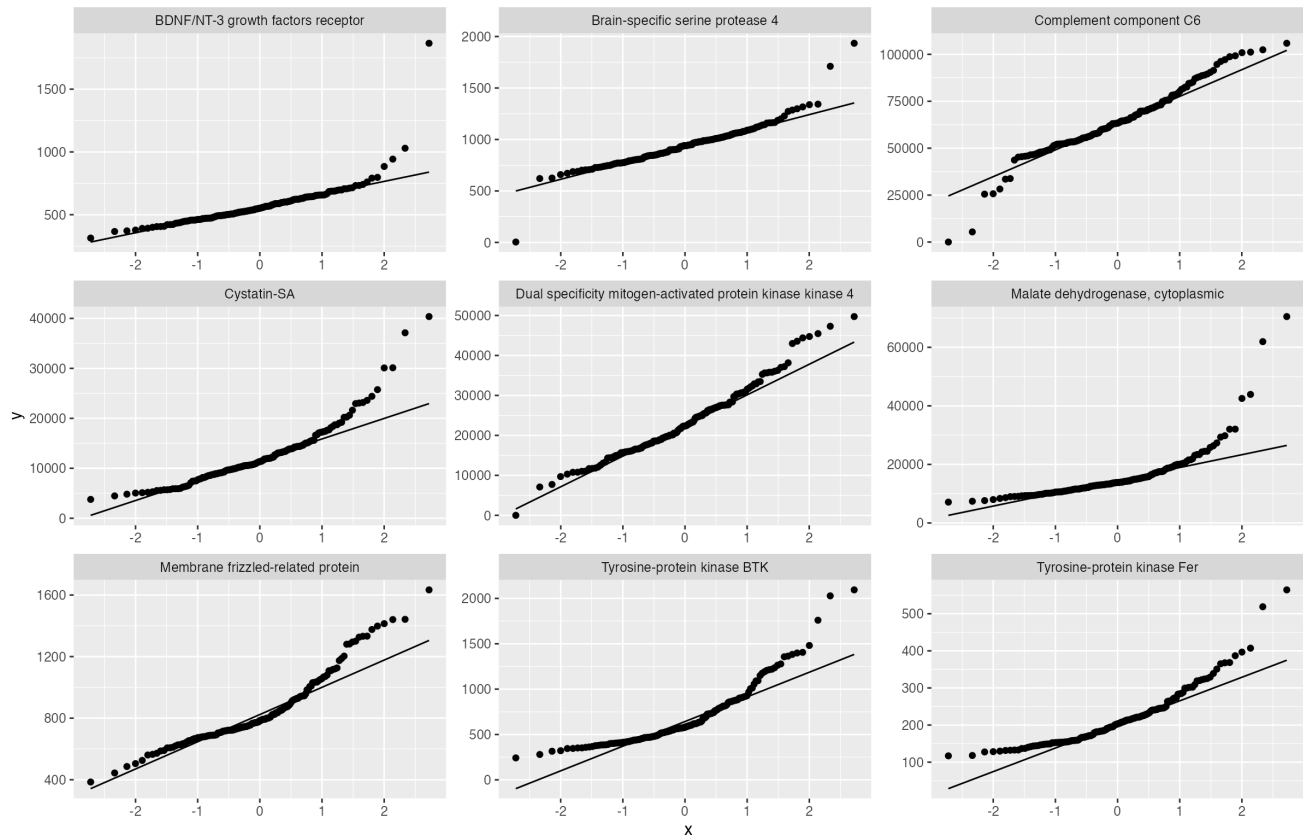 BDNF/NT-3 growth factors receptor
Brain-specific serine protease 4
Complement component C6
1500
1000
500
-2 -1 0 1 2
2000
1500
1000
500
0
-2 -1 0 1 2
100000
75000
50000
25000
0
-2 -1 0 1 2
Cystatin-SA
Dual specificity mitogen-activated protein kinase kinase 4
Malate dehydrogenase, cytoplasmic
40000
30000
20000
10000
0
-2 -1 0 1 2
50000
40000
30000
20000
10000
0
-2 -1 0 1 2
60000
40000
20000
0
-2 -1 0 1 2
y
Membrane frizzled-related protein
Tyrosine-protein kinase BTK
Tyrosine-protein kinase Fer
1600
1200
800
400
-2 -1 0 1 2
2000
1500
1000
500
0
-2 -1 0 1 2
500
400
300
200
100
-2 -1 0 1 2
x